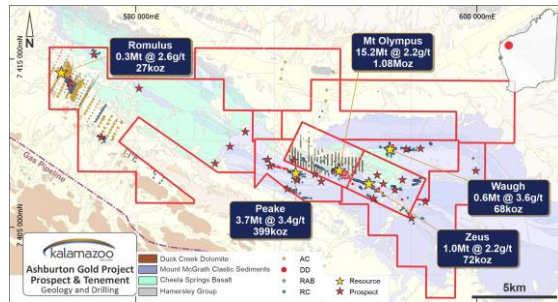 580 000mE
600 000mE
Paraburdoo 23km
N
7 415 000mN
7 405 000mN
Romulus
0.3Mt @ 2.6g/t
27koz
Mt Olympus
15.2Mt @ 2.2g/t
1.08Moz
Peake
3.7Mt @ 3.4g/t
399koz
Waugh
0.6Mt @ 3.6g/t
68koz
Zeus
1.0Mt @ 2.2g/t
72koz
Gas Pipeline
kalamazoo
Ashburton Gold Project
Prospect & Tenement
Geology and Drilling
Duck Creek Dolomite
Mount McGrath Clastic Sediments
Cheela Springs Basalt
Hamersley Group
AC
DD
RAB
RC
Resource
Prospect
5km